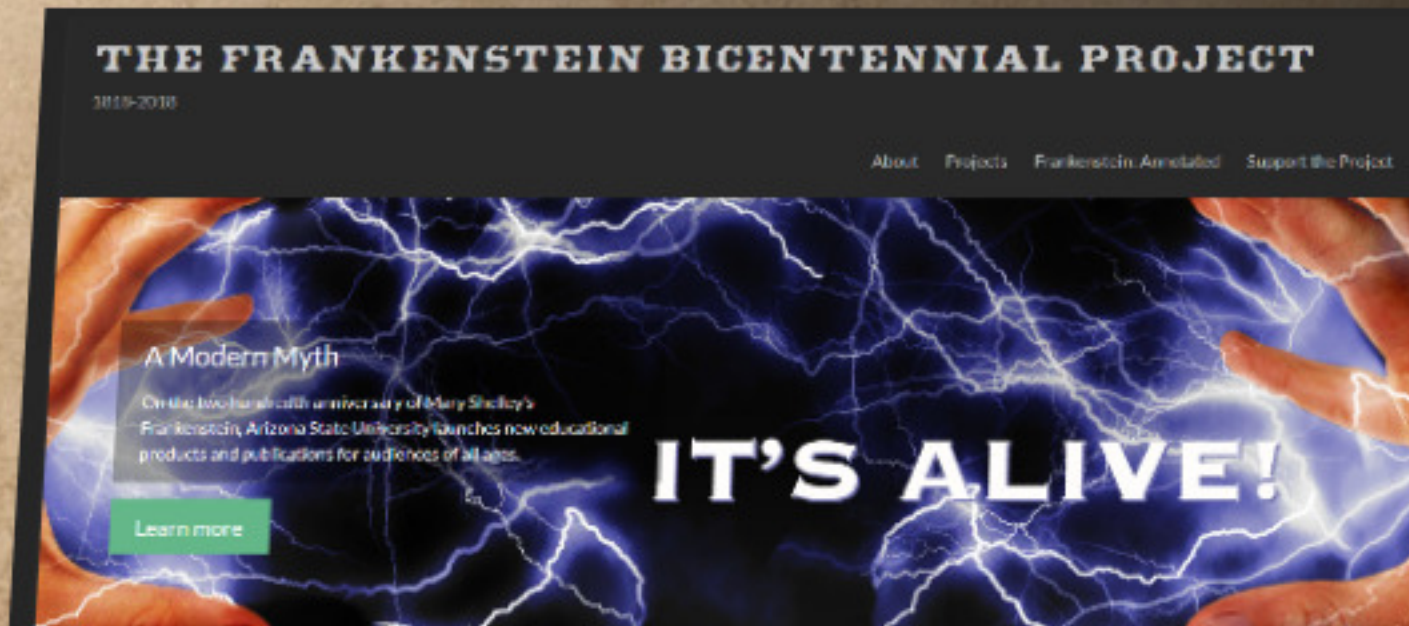 THE FRANKENSTEIN BICENTENNIAL PROJECT
1818-2018
About Projects Frankenstein: Annotated Support the Project
A Modern Myth
On the two-hundredth anniversary of Mary Shelley's
Frankenstein, Arizona State University launches new educational
products and publications for audiences of all ages.
IT'S ALIVE!
Learn more